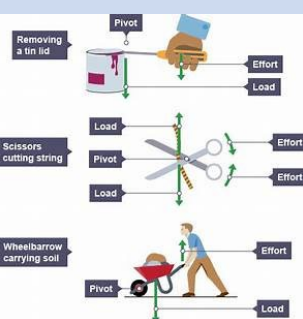 Pivot
Removing
a tin lid
Effort
Load
Load
Scissors
cutting string
Pivot
Effort
Effort
Load
Wheelbarrow
carrying soil
Effort
Pivot
Load